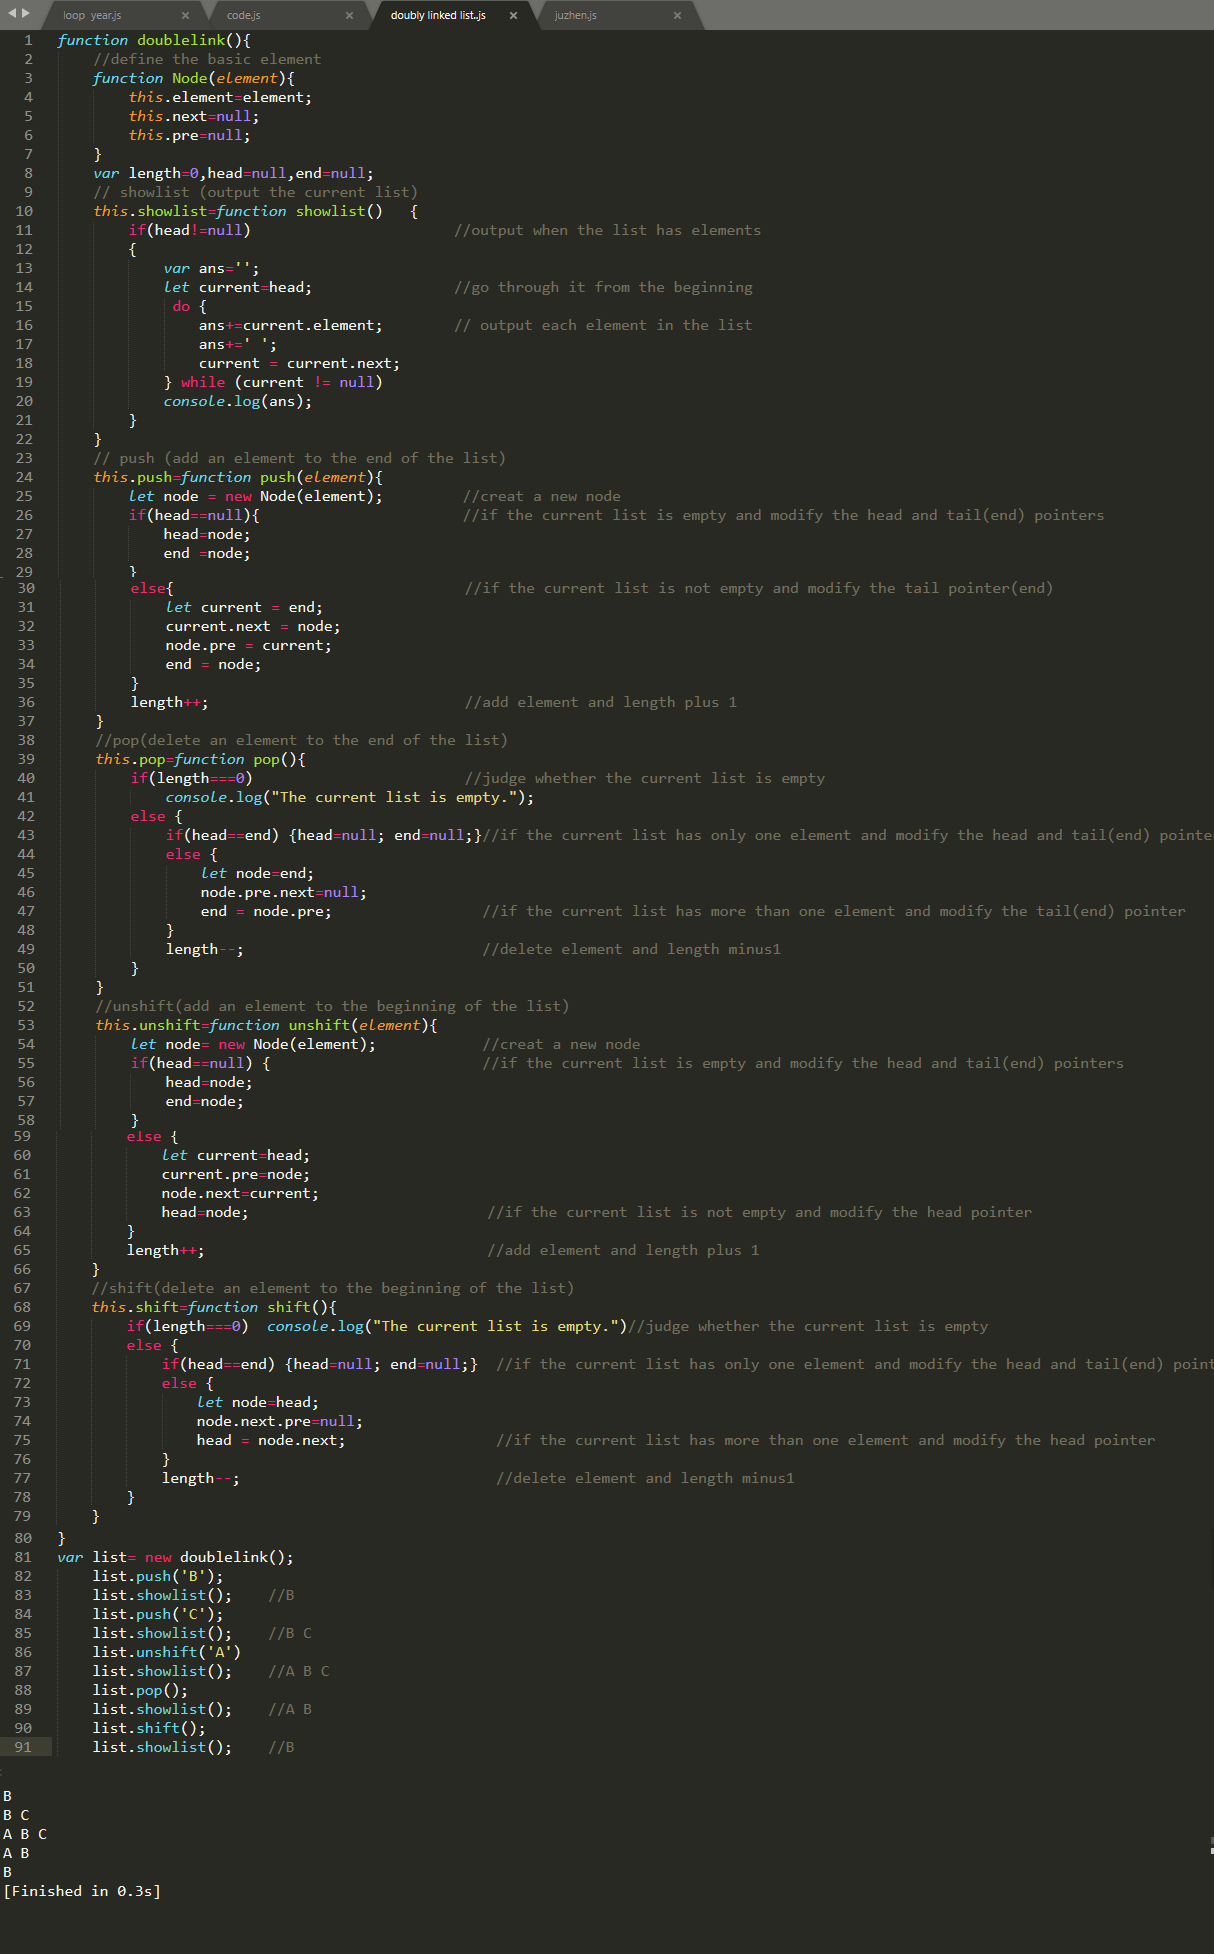 loop year.js × code.js × doubly linked list..js × juzhen.js ×
1 function doublelink(){
2 //define the basic element
3 function Node(element){
4 this.element=element;
5 this.next=null;
6 this.pre=null;
7 }
8 var length=0,head=null,end=null;
9 // showlist (output the current list)
10 this.showlist=function showlist() {
11 if(head!=null) //output when the list has elements
12 {
13 var ans='';
14 let current=head; //go through it from the beginning
15 do {
16 ans+=current.element; // output each element in the list
17 ans+=' ';
18 current = current.next;
19 } while (current != null)
20 console.log(ans);
21 }
22 }
23 // push (add an element to the end of the list)
24 this.push=function push(element){
25 let node = new Node(element); //creat a new node
26 if(head==null){ //if the current list is empty and modify the head and tail(end) pointers
27 head=node;
28 end =node;
29 }
30 else{ //if the current list is not empty and modify the tail pointer(end)
31 let current = end;
32 current.next = node;
33 node.pre = current;
34 end = node;
35 }
36 length++; //add element and length plus 1
37 }
38 //pop(delete an element to the end of the list)
39 this.pop=function pop(){
40 if(length===0) //judge whether the current list is empty
41 console.log("The current list is empty.");
42 else {
43 if(head==end) {head=null; end=null;}//if the current list has only one element and modify the head and tail(end) pointe
44 else {
45 let node=end;
46 node.pre.next=null;
47 end = node.pre; //if the current list has more than one element and modify the tail(end) pointer
48 }
49 length--; //delete element and length minus1
50 }
51 }
52 //unshift(add an element to the beginning of the list)
53 this.unshift=function unshift(element){
54 let node= new Node(element); //creat a new node
55 if(head==null) { //if the current list is empty and modify the head and tail(end) pointers
56 head=node;
57 end=node;
58 }
59 else {
60 let current=head;
61 current.pre=node;
62 node.next=current;
63 head=node; //if the current list is not empty and modify the head pointer
64 }
65 length++; //add element and length plus 1
66 }
67 //shift(delete an element to the beginning of the list)
68 this.shift=function shift(){
69 if(length===0) console.log("The current list is empty.")//judge whether the current list is empty
70 else {
71 if(head==end) {head=null; end=null;} //if the current list has only one element and modify the head and tail(end) point
72 else {
73 let node=head;
74 node.next.pre=null;
75 head = node.next; //if the current list has more than one element and modify the head pointer
76 }
77 length--; //delete element and length minus1
78 }
79 }
80 }
81 var list= new doublelink();
82 list.push('B');
83 list.showlist(); //B
84 list.push('C');
85 list.showlist(); //B C
86 list.unshift('A')
87 list.showlist(); //A B C
88 list.pop();
89 list.showlist(); //A B
90 list.shift();
91 list.showlist(); //B
B
B C
A B C
A B
B
[Finished in 0.3s]